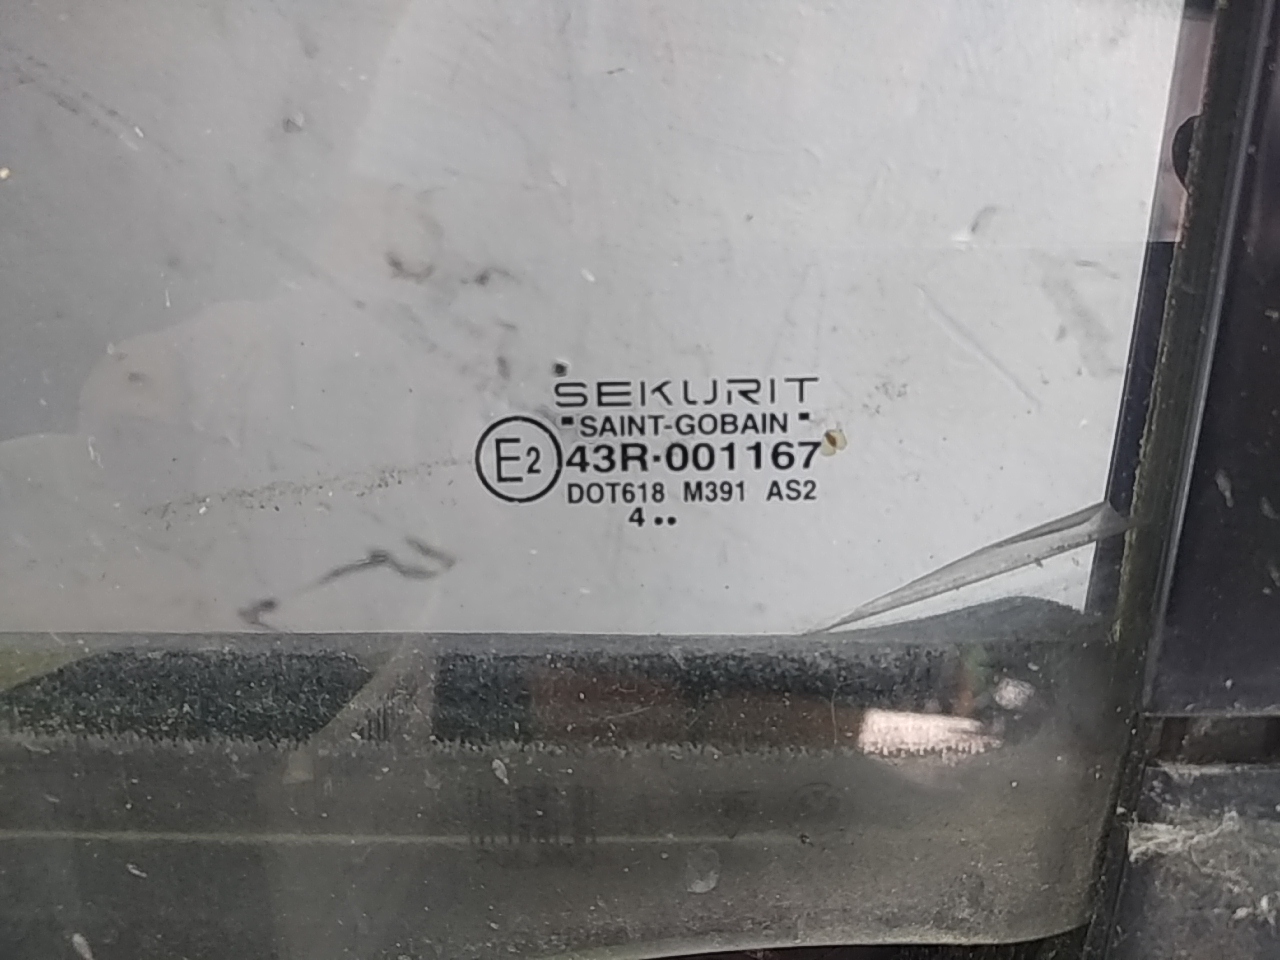 SEKURIT
"SAINT-GOBAIN"
E2 43R·001167
DOT618 M391 AS2
4 ••